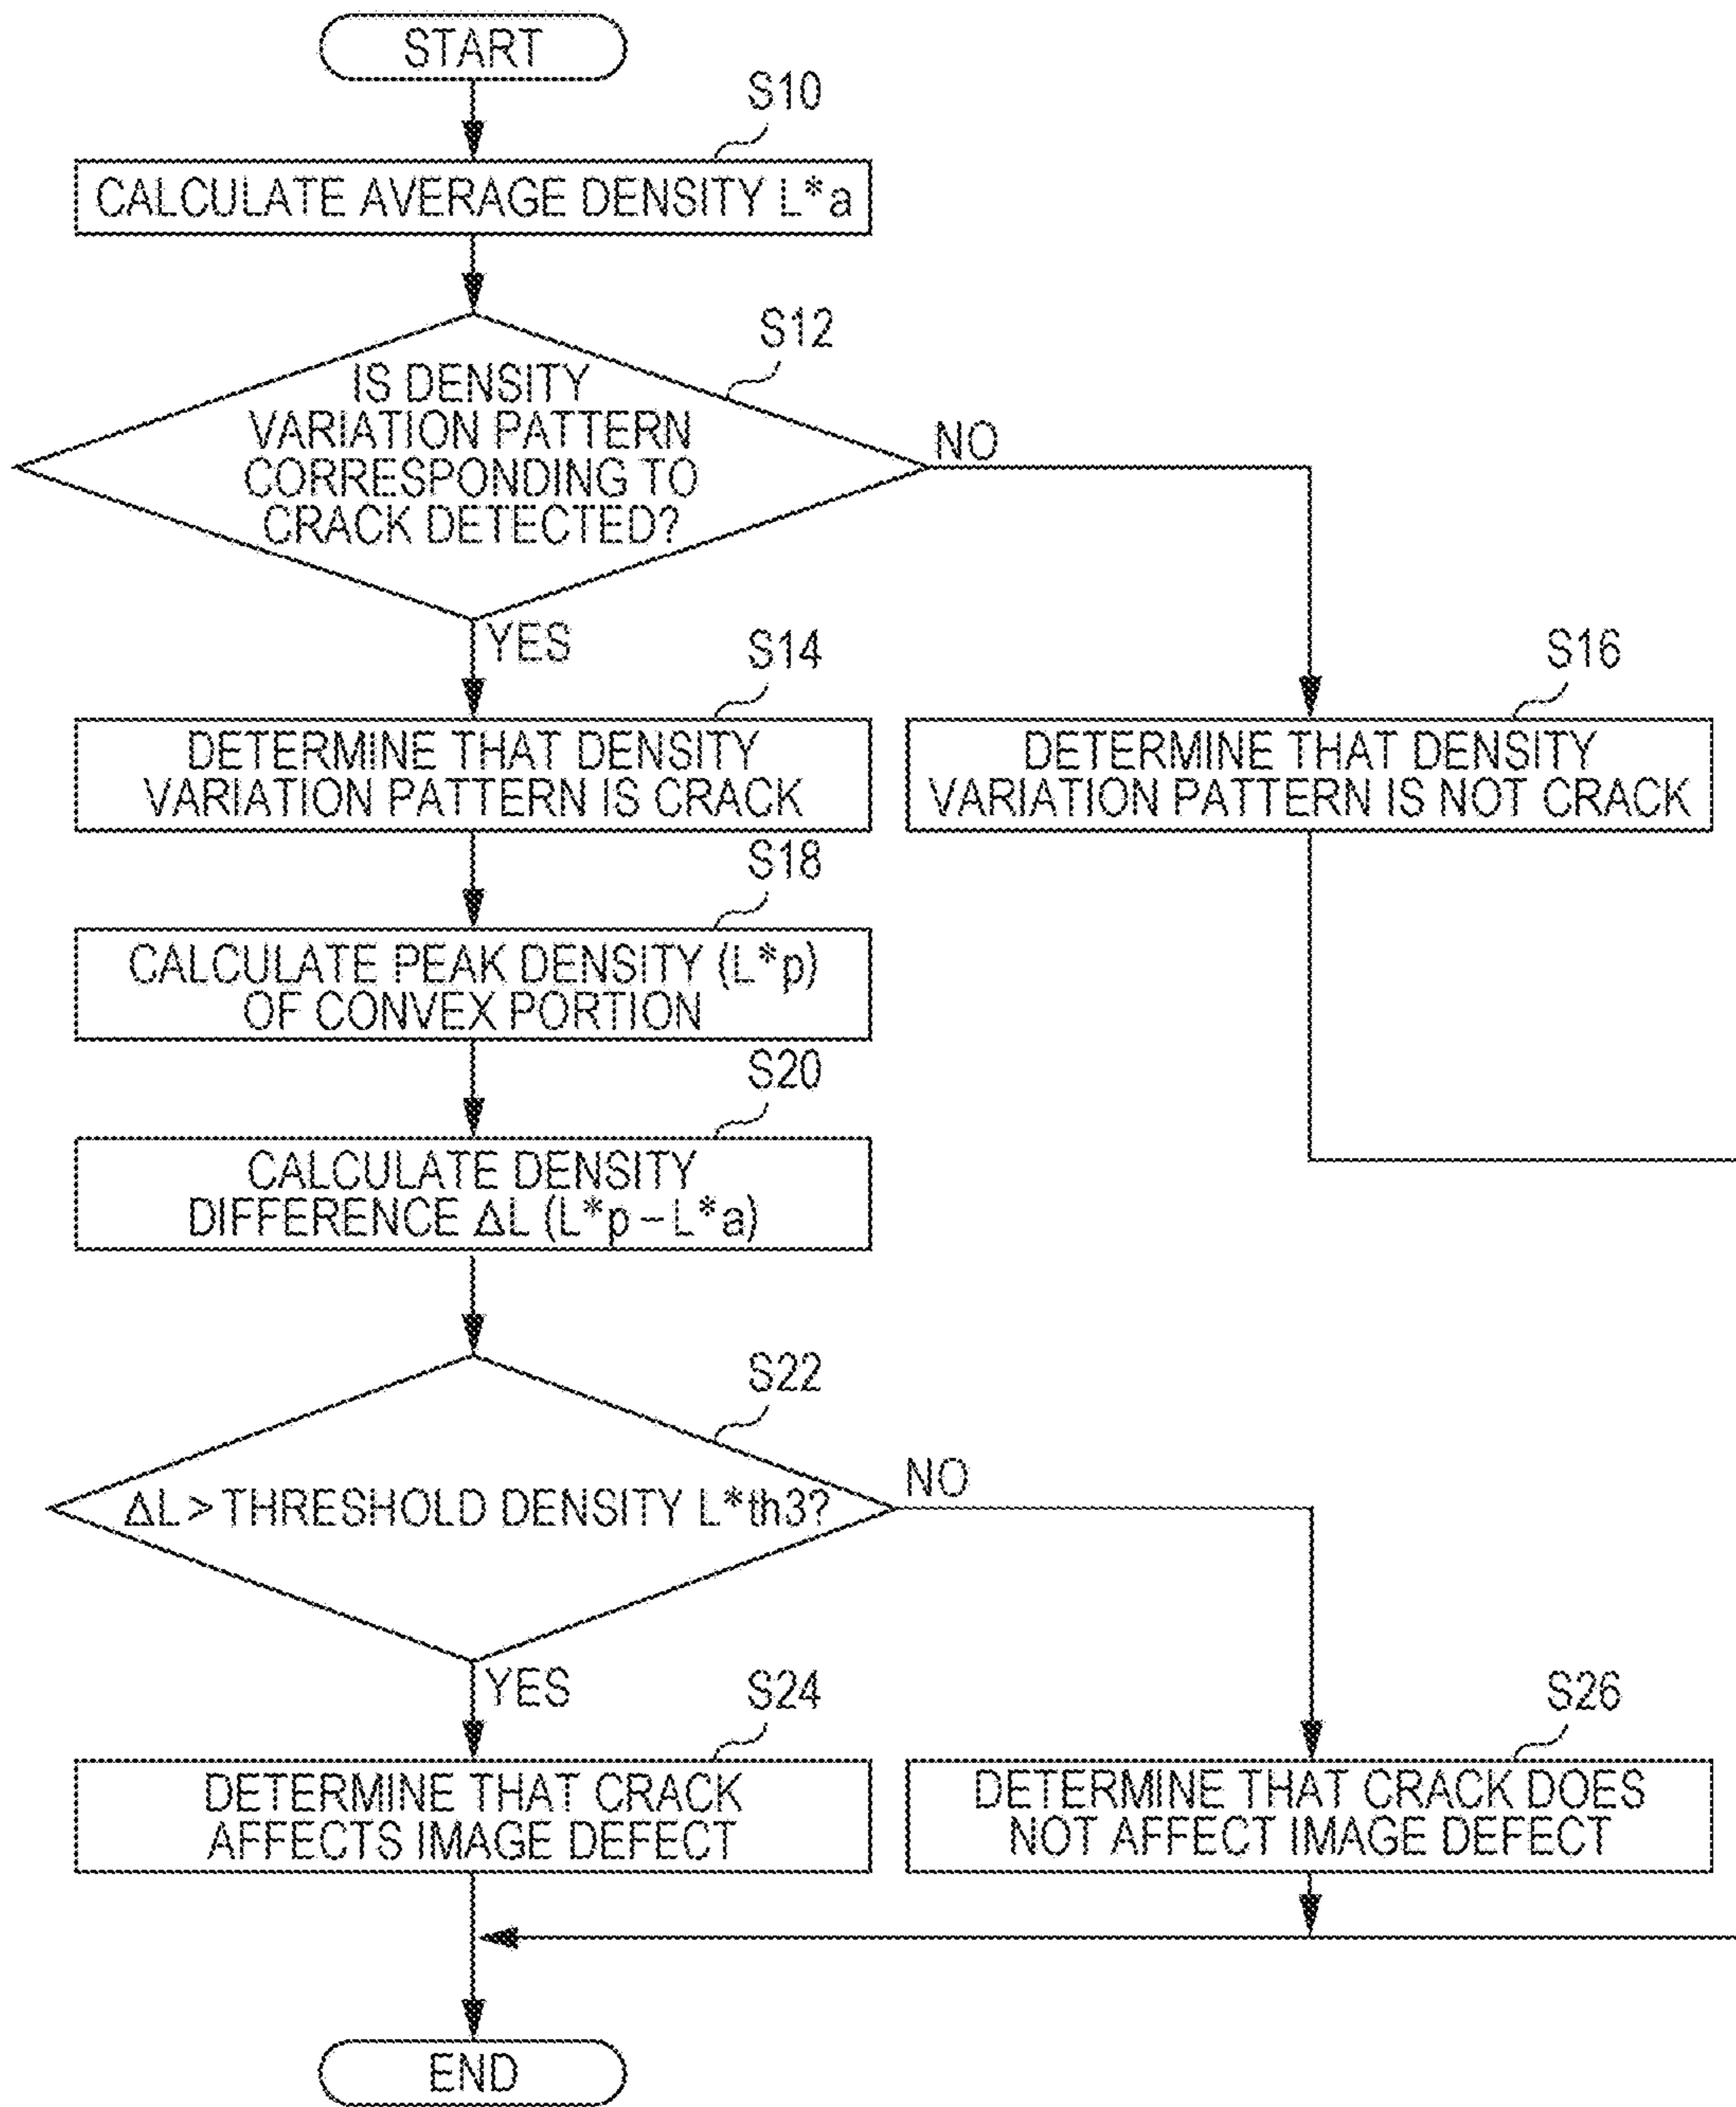 START
S10
CALCULATE AVERAGE DENSITY L*a
S12
IS DENSITY
VARIATION PATTERN
CORRESPONDING TO
CRACK DETECTED?
NO
YES
S14
DETERMINE THAT DENSITY
VARIATION PATTERN IS CRACK
S16
DETERMINE THAT DENSITY
VARIATION PATTERN IS NOT CRACK
S18
CALCULATE PEAK DENSITY (L*p)
OF CONVEX PORTION
S20
CALCULATE DENSITY
DIFFERENCE ΔL (L*p – L*a)
S22
ΔL > THRESHOLD DENSITY L*th3?
NO
YES
S24
DETERMINE THAT CRACK
AFFECTS IMAGE DEFECT
S26
DETERMINE THAT CRACK DOES
NOT AFFECT IMAGE DEFECT
END